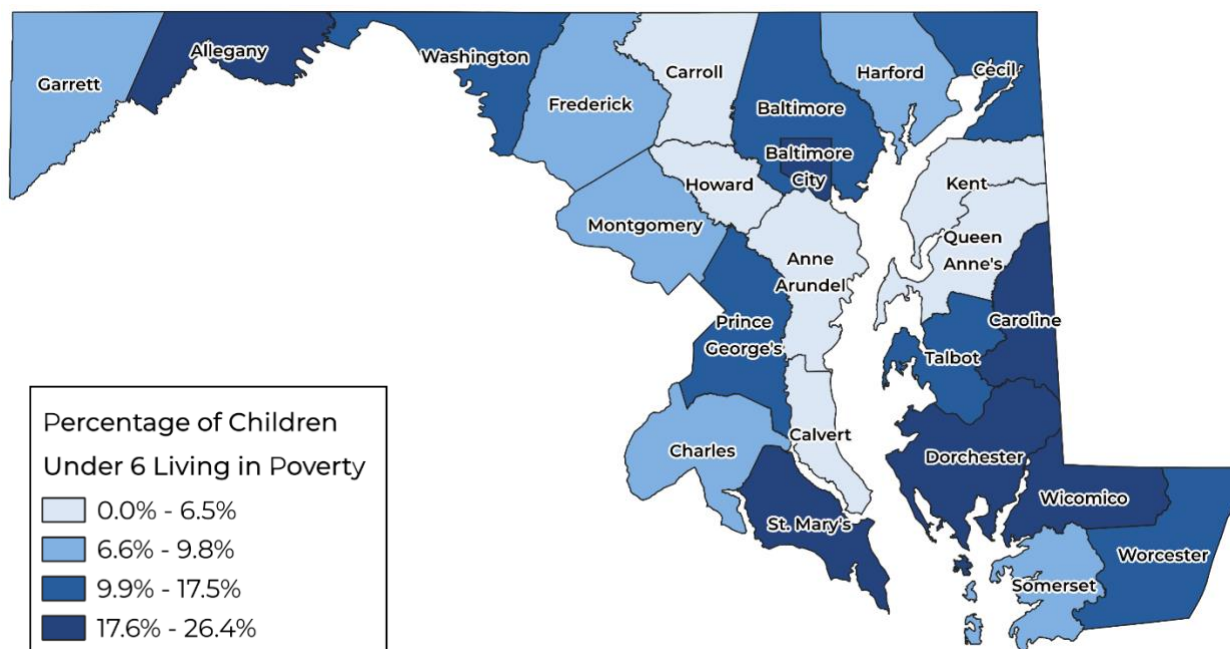 Garrett
Allegany
Washington
Frederick
Carroll
Baltimore
Harford
Cecil
Baltimore
City
Howard
Montgomery
Kent
Queen
Anne's
Anne
Arundel
Prince
George's
Caroline
Talbot
Charles
Calvert
Dorchester
Wicomico
St. Mary's
Worcester
Somerset
Percentage of Children
Under 6 Living in Poverty
0.0% - 6.5%
6.6% - 9.8%
9.9% - 17.5%
17.6% - 26.4%